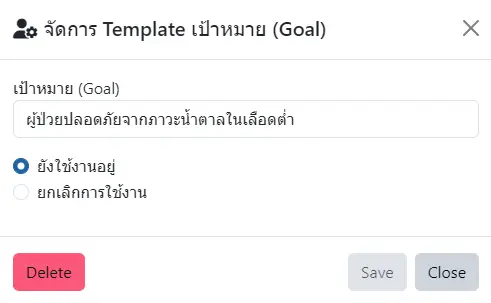 จัดการ Template เป้าหมาย (Goal)
เป้าหมาย (Goal)
ผู้ป่วยปลอดภัยจากภาวะน้ำตาลในเลือดต่ำ
ยังใช้งานอยู่
ยกเลิกการใช้งาน
Delete Save Close